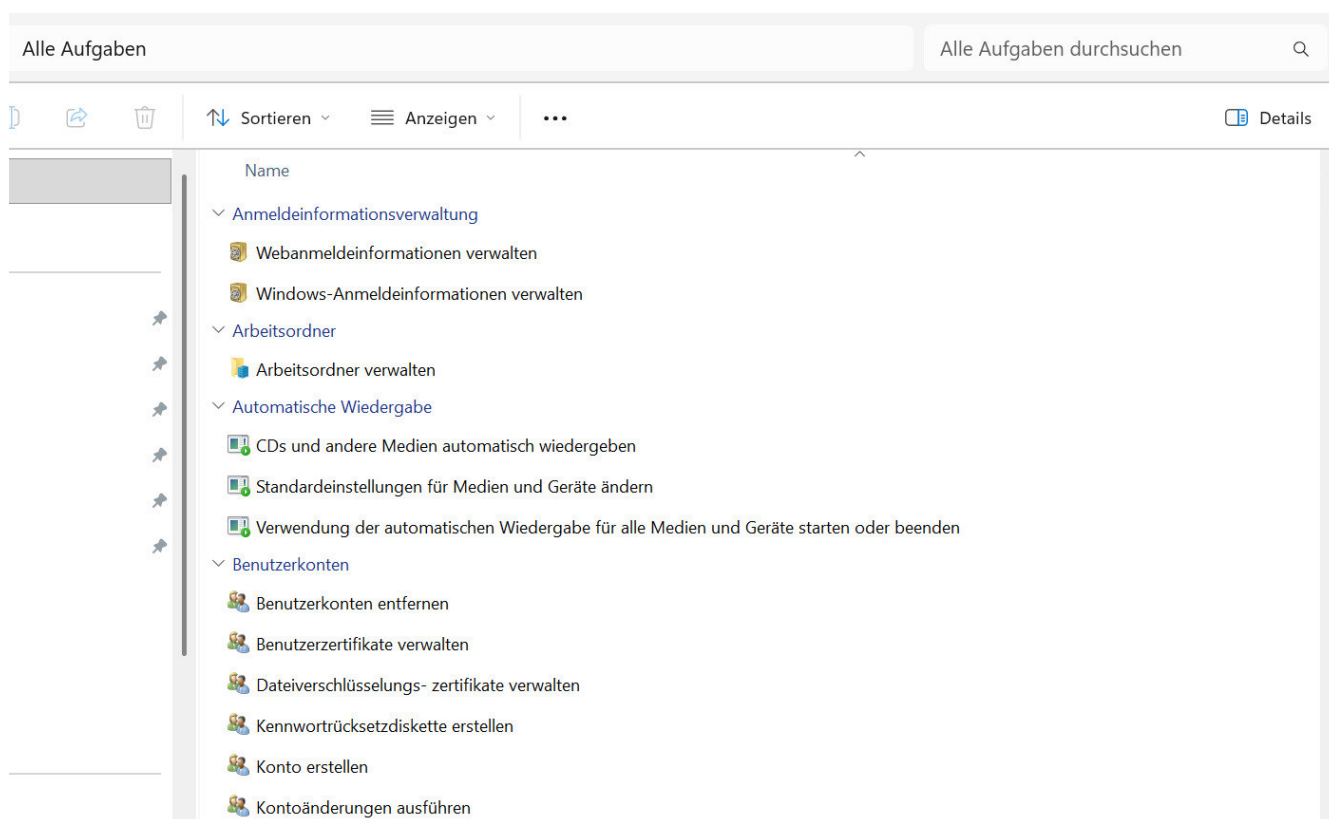 Alle Aufgaben
Alle Aufgaben durchsuchen
Sortieren
Anzeigen
Details
Name
Anmeldeinformationsverwaltung
Webanmeldeinformationen verwalten
Windows-Anmeldeinformationen verwalten
Arbeitsordner
Arbeitsordner verwalten
Automatische Wiedergabe
CDs und andere Medien automatisch wiedergeben
Standardeinstellungen für Medien und Geräte ändern
Verwendung der automatischen Wiedergabe für alle Medien und Geräte starten oder beenden
Benutzerkonten
Benutzerkonten entfernen
Benutzerzertifikate verwalten
Dateiverschlüsselungs- zertifikate verwalten
Kennwortrücksetzdiskette erstellen
Konto erstellen
Kontoänderungen ausführen